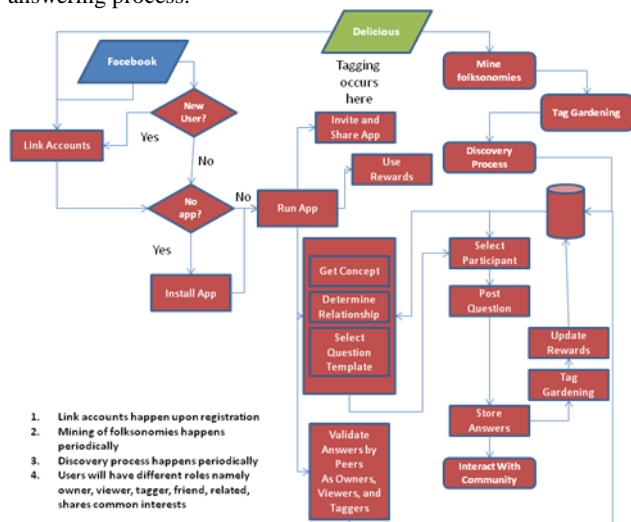 answering process.
Delicious
Facebook
Tagging
occurs
here
Mine
folksonomies
New
User?
Tag Gardening
Invite and
Share App
Yes
Link Accounts
Discovery
Process
No
Use
Rewards
No
app?
No
Run App
Yes
Select
Participant
Get Concept
Install App
Determine
Relationship
Post
Question
Select
Question
Template
Update
Rewards
Tag
Gardening
Store
Answers
Validate
Answers by
Peers
As Owners,
Viewers, and
Taggers
Interact With
Community
1. Link accounts happen upon registration
2. Mining of folksonomies happens
periodically
3. Discovery process happens periodically
4. Users will have different roles namely
owner, viewer, tagger, friend, related,
shares common interests